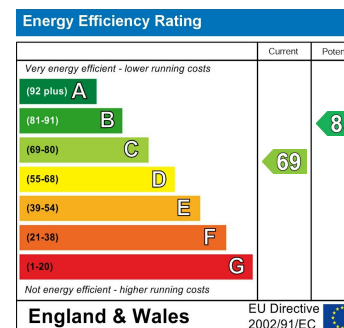 Energy Efficiency Rating
Current
Very energy efficient - lower running costs
(92 plus) A
(81-91) B
(69-80) C
69
(55-68) D
(39-54) E
(21-38) F
(1-20) G
Not energy efficient - higher running costs
England & Wales
EU Directive
2002/91/EC